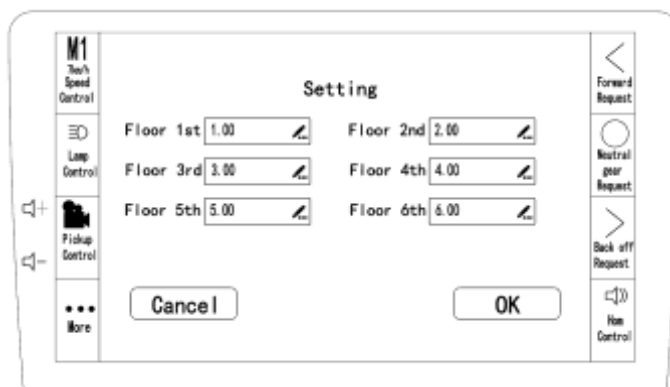 M1
7km/h
Speed
Control
Lamp
Control
Pickup
Control
More
Setting
Floor 1st 1.00
Floor 2nd 2.00
Floor 3rd 3.00
Floor 4th 4.00
Floor 5th 5.00
Floor 6th 6.00
Cancel
OK
Forward
Request
Neutral
gear
Request
Back off
Request
Control